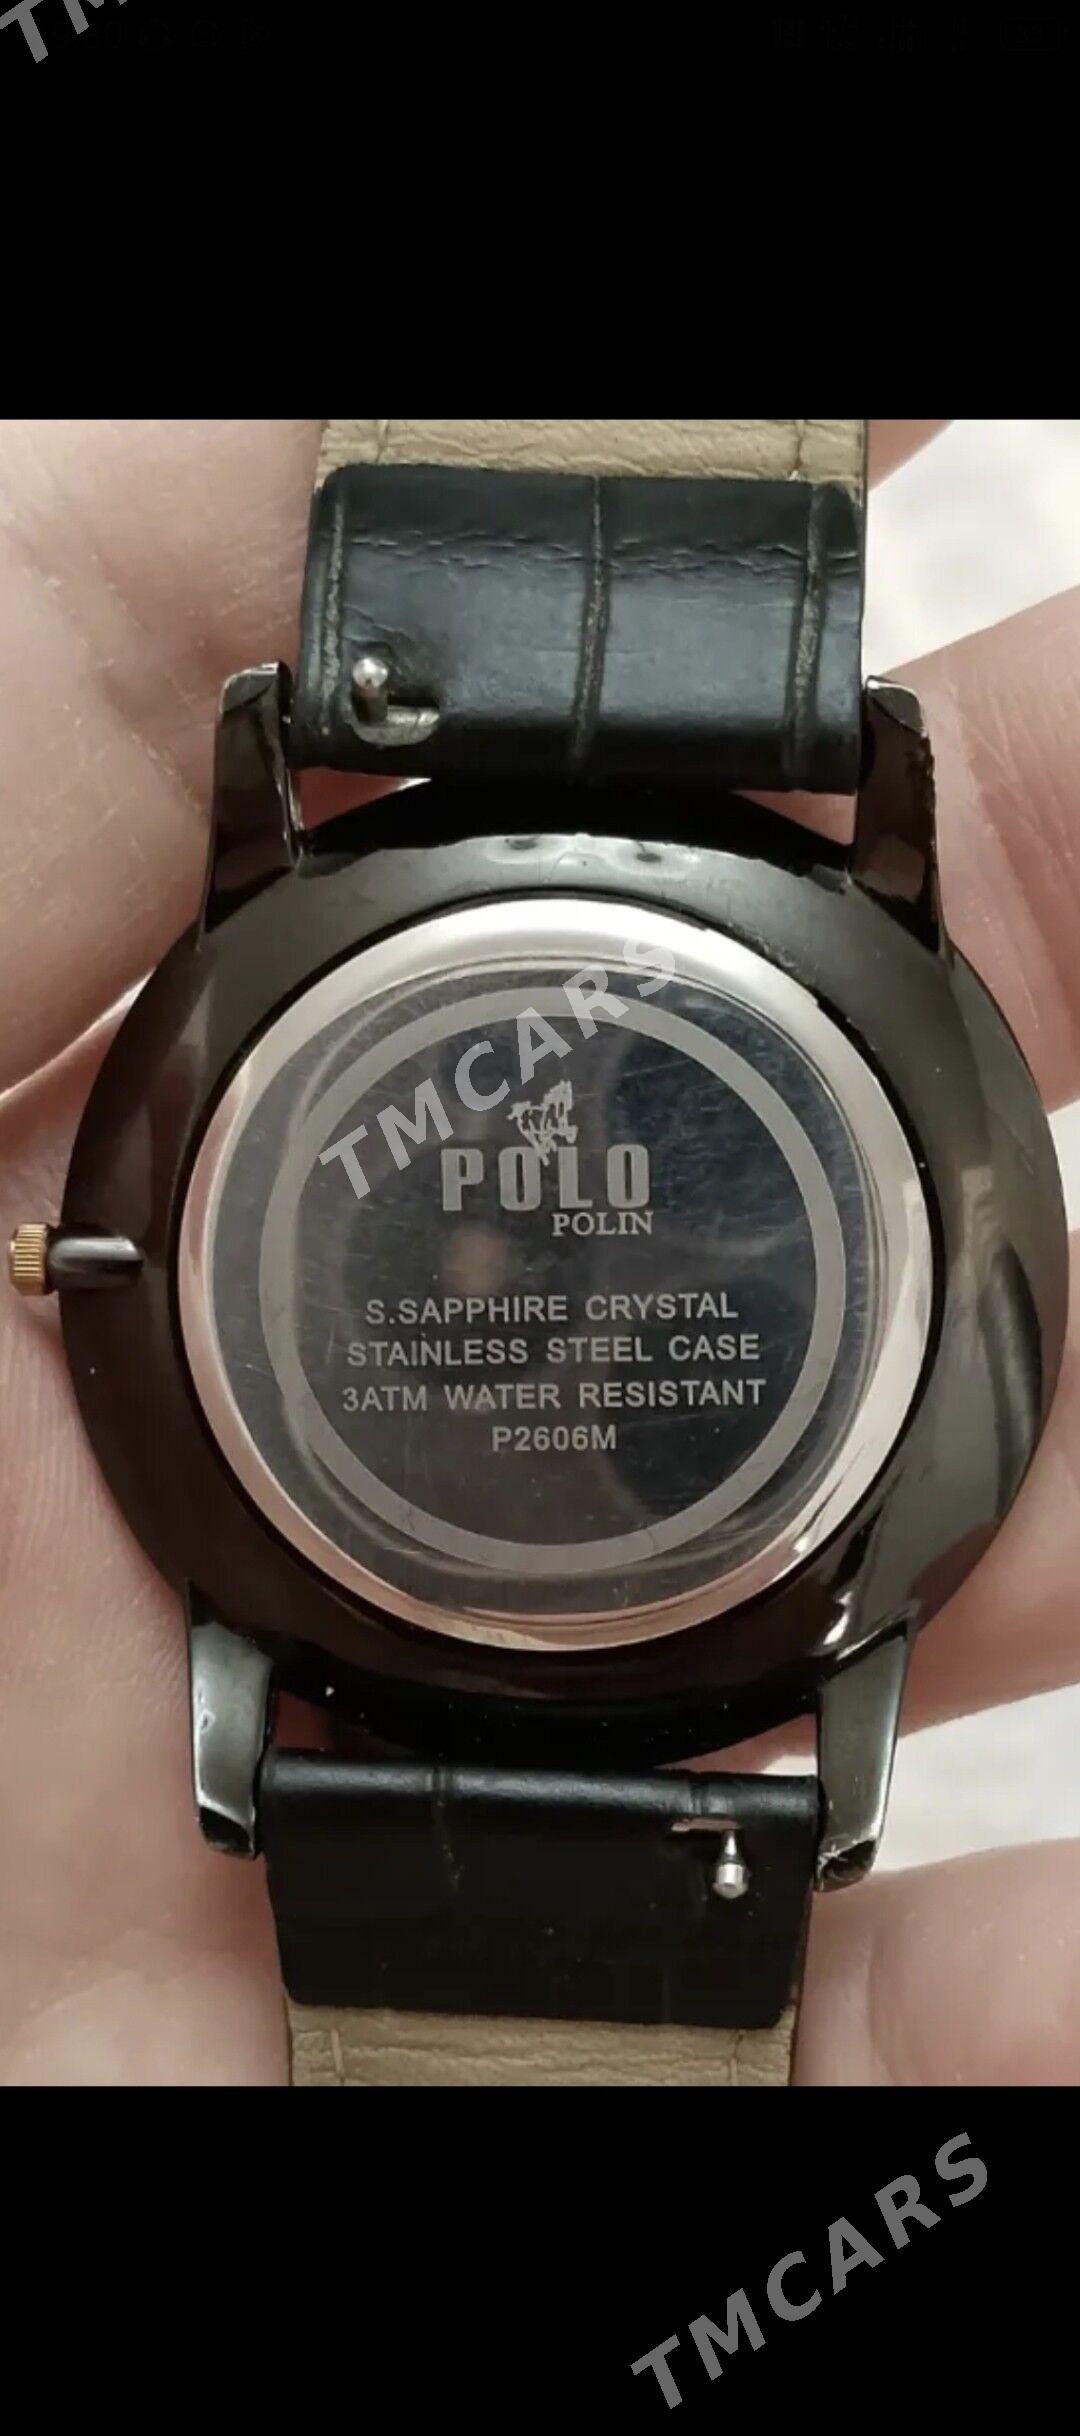 TMCARS
POLO
POLIN
S.SAPPHIRE CRYSTAL
STAINLESS STEEL CASE
3ATM WATER RESISTANT
P2606M
TMCARS